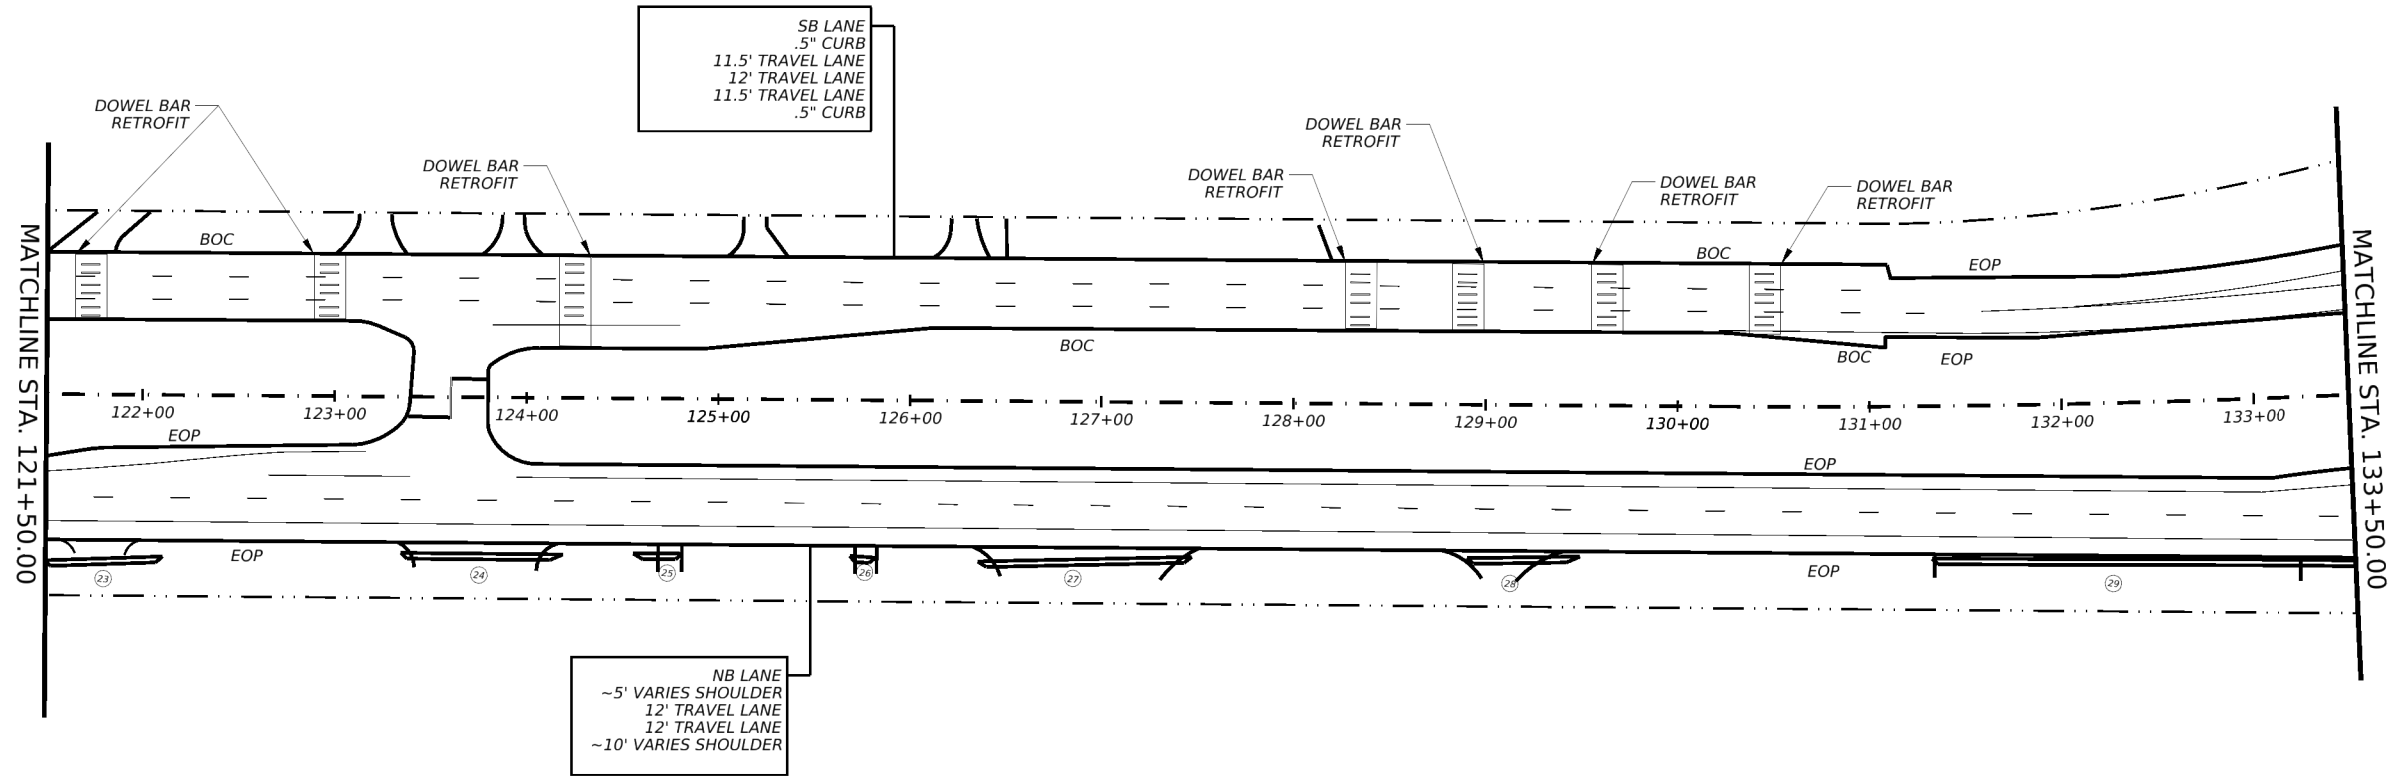 SB LANE
.5" CURB
11.5' TRAVEL LANE
12' TRAVEL LANE
11.5' TRAVEL LANE
.5" CURB
DOWEL BAR
RETROFIT
DOWEL BAR
RETROFIT
DOWEL BAR
RETROFIT
DOWEL BAR
RETROFIT
DOWEL BAR
RETROFIT
DOWEL BAR
RETROFIT
MATCHLINE STA. 121+50.00
MATCHLINE STA. 133+50.00
BOC
BOC
EOP
BOC
BOC
EOP
122+00
123+00
124+00
125+00
126+00
127+00
128+00
129+00
130+00
131+00
132+00
133+00
EOP
EOP
EOP
EOP
23
24
25
26
27
28
29
NB LANE
~5' VARIES SHOULDER
12' TRAVEL LANE
12' TRAVEL LANE
~10' VARIES SHOULDER